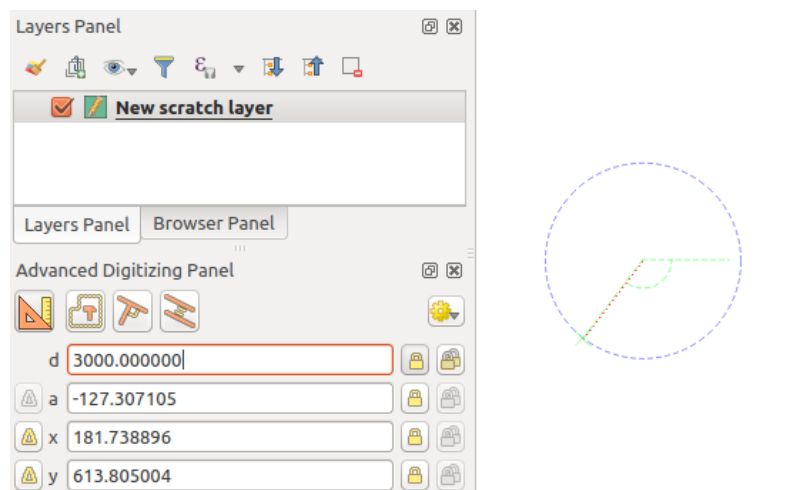 Layers Panel
New scratch layer
Layers Panel
Browser Panel
Advanced Digitizing Panel
d 3000.000000
a -127.307105
x 181.738896
y 613.805004